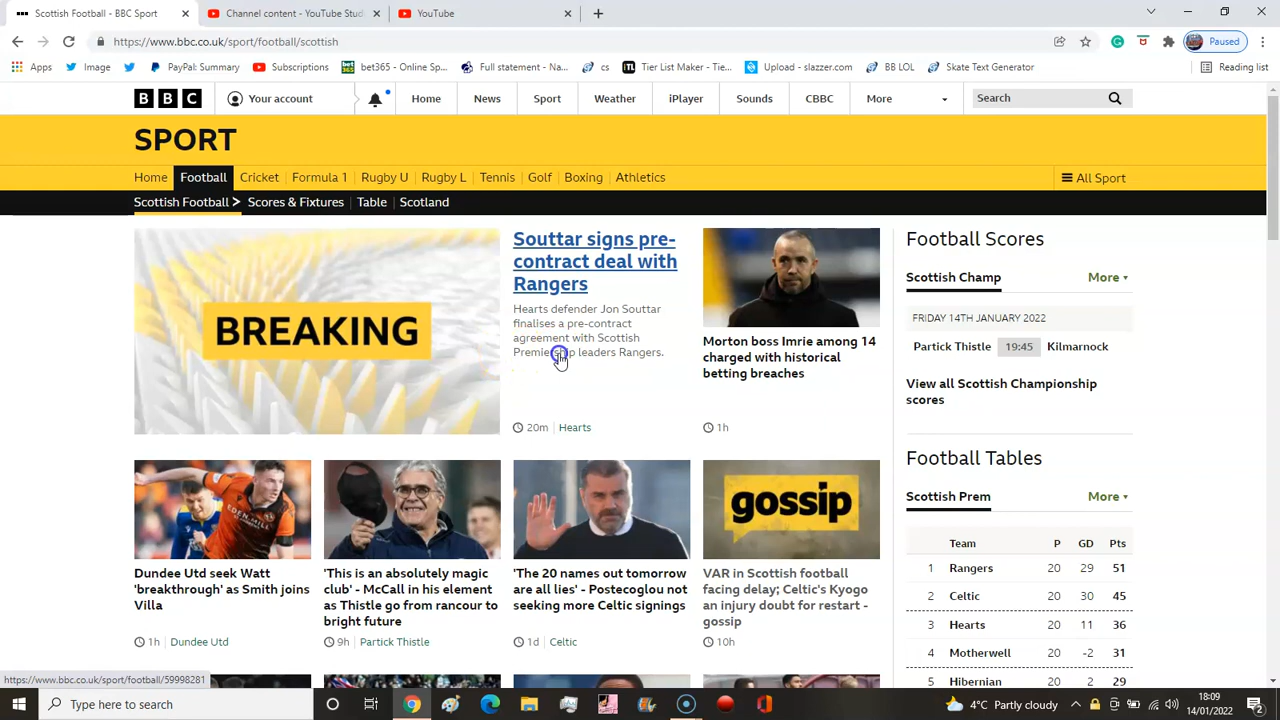 Scottish Football - BBC Sport
Channel content - YouTube Stud
YouTube
https://www.bbc.co.uk/sport/football/scottish
Paused
Apps
Image
PayPal: Summary
Subscriptions
bet365 - Online Sp...
Full statement - Na...
cs
Tier List Maker - Tie...
Upload - slazzer.com
BB LOL
Skate Text Generator
Reading list
BBC
Your account
Home
News
Sport
Weather
iPlayer
Sounds
CBBC
More
Search
SPORT
Home
Football
Cricket
Formula 1
Rugby U
Rugby L
Tennis
Golf
Boxing
Athletics
All Sport
Scottish Football >
Scores & Fixtures
Table
Scotland
BREAKING
Souttar signs pre-
contract deal with
Rangers
Hearts defender Jon Souttar
finalises a pre-contract
agreement with Scottish
Premiership leaders Rangers.
20m
Hearts
Morton boss Imrie among 14
charged with historical
betting breaches
1h
Football Scores
Scottish Champ
More
FRIDAY 14TH JANUARY 2022
Partick Thistle 19:45 Kilmarnock
View all Scottish Championship
scores
Dundee Utd seek Watt
'breakthrough' as Smith joins
Villa
1h
Dundee Utd
'This is an absolutely magic
club' - McCall in his element
as Thistle go from rancour to
bright future
9h
Partick Thistle
'The 20 names out tomorrow
are all lies' - Postecoglou not
seeking more Celtic signings
1d
Celtic
gossip
VAR in Scottish football
facing delay; Celtic's Kyogo
an injury doubt for restart -
gossip
10h
Football Tables
Scottish Prem
More
Team P GD Pts
1 Rangers 20 29 51
2 Celtic 20 30 45
3 Hearts 20 11 36
4 Motherwell 20 -2 31
5 Hibernian 20 2 29
https://www.bbc.co.uk/sport/football/59998281
Type here to search
4°C Partly cloudy
18:09
14/01/2022
2